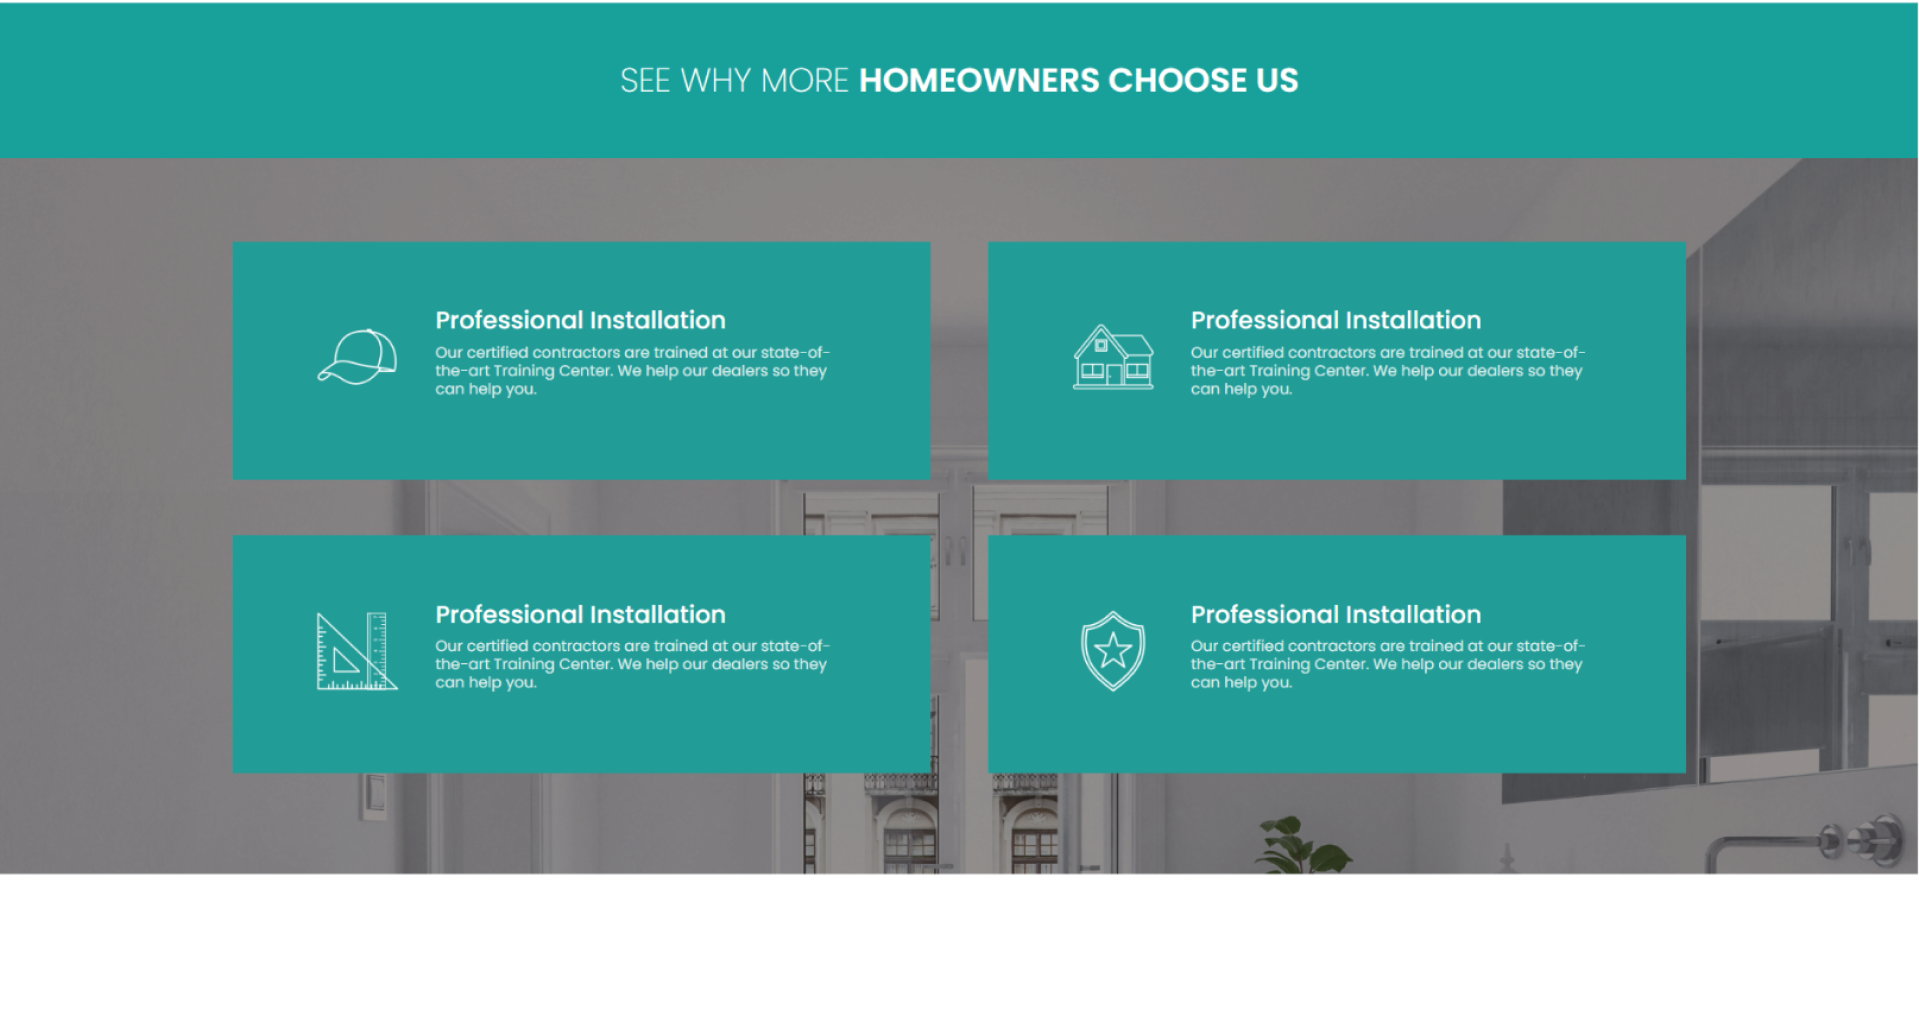 SEE WHY MORE HOMEOWNERS CHOOSE US
Professional Installation
Our certified contractors are trained at our state-of-
the-art Training Center. We help our dealers so they
can help you.
Professional Installation
Our certified contractors are trained at our state-of-
the-art Training Center. We help our dealers so they
can help you.
Professional Installation
Our certified contractors are trained at our state-of-
the-art Training Center. We help our dealers so they
can help you.
Professional Installation
Our certified contractors are trained at our state-of-
the-art Training Center. We help our dealers so they
can help you.